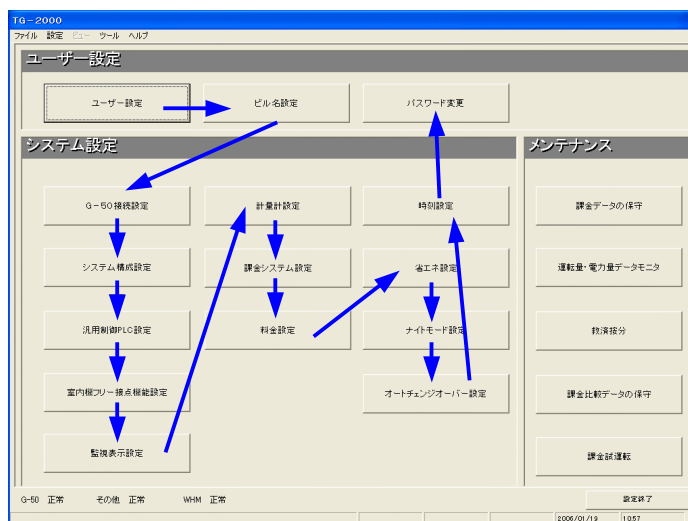 TG-2000
ファイル 設定 ビュー ツール ヘルプ
ユーザー設定
ユーザー設定 ビル名設定 パスワード変更
システム設定
G-50接続設定 計量計設定 時刻設定
システム構成設定 課金システム設定 省エネ設定
汎用制御PLC設定 料金設定 ナイトモード設定
室内機フリー接点機能設定 オートチェンジオーバー設定
監視表示設定
メンテナンス
課金データの保守
運転量・電力量データモニタ
救済按分
課金比較データの保守
課金試運転
G-50 正常 その他 正常 WHM 正常 設定終了
2006/01/19 10:57